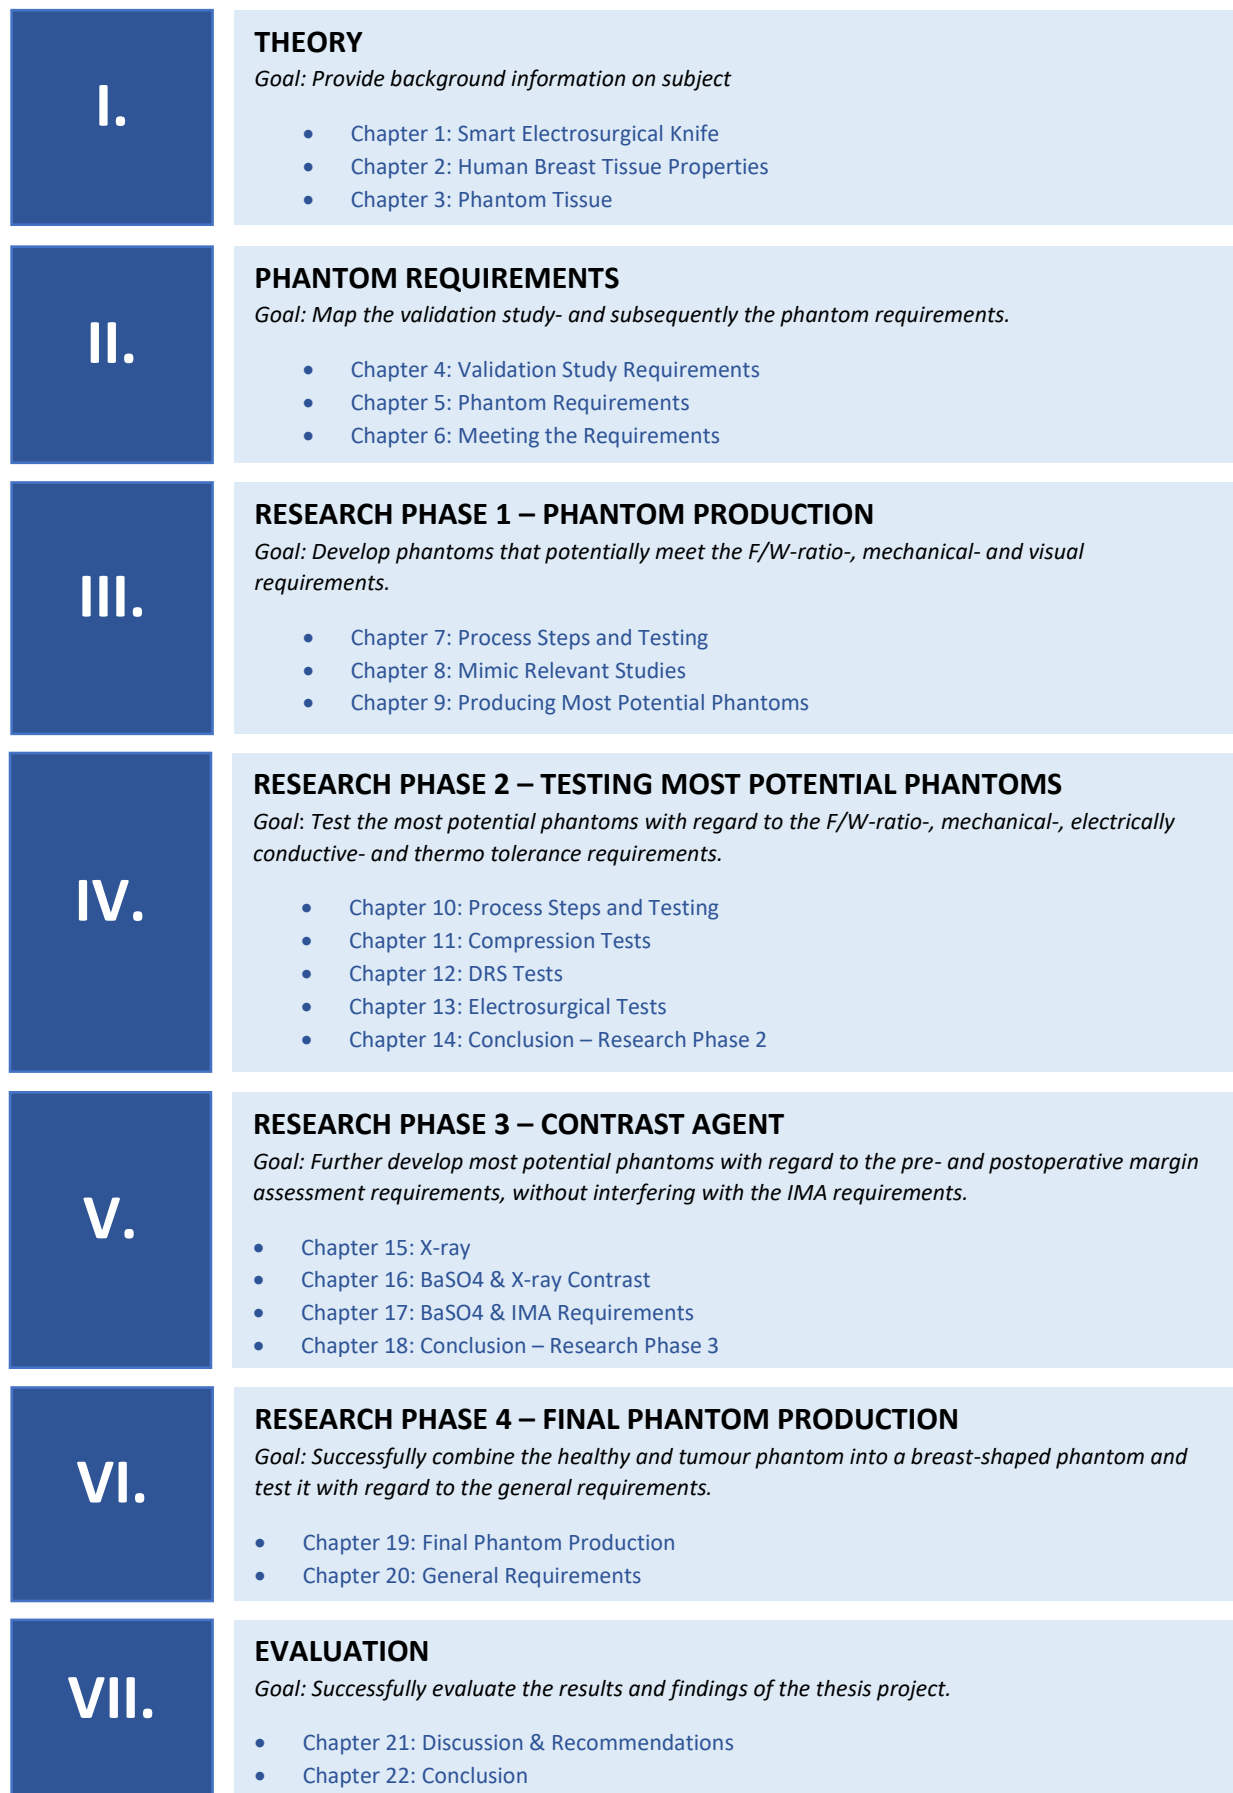 I.
THEORY
Goal: Provide background information on subject
• Chapter 1: Smart Electrosurgical Knife
• Chapter 2: Human Breast Tissue Properties
• Chapter 3: Phantom Tissue
II.
PHANTOM REQUIREMENTS
Goal: Map the validation study- and subsequently the phantom requirements.
• Chapter 4: Validation Study Requirements
• Chapter 5: Phantom Requirements
• Chapter 6: Meeting the Requirements
III.
RESEARCH PHASE 1 – PHANTOM PRODUCTION
Goal: Develop phantoms that potentially meet the F/W-ratio-, mechanical- and visual
requirements.
• Chapter 7: Process Steps and Testing
• Chapter 8: Mimic Relevant Studies
• Chapter 9: Producing Most Potential Phantoms
IV.
RESEARCH PHASE 2 – TESTING MOST POTENTIAL PHANTOMS
Goal: Test the most potential phantoms with regard to the F/W-ratio-, mechanical-, electrically
conductive- and thermo tolerance requirements.
• Chapter 10: Process Steps and Testing
• Chapter 11: Compression Tests
• Chapter 12: DRS Tests
• Chapter 13: Electrosurgical Tests
• Chapter 14: Conclusion – Research Phase 2
V.
RESEARCH PHASE 3 – CONTRAST AGENT
Goal: Further develop most potential phantoms with regard to the pre- and postoperative margin
assessment requirements, without interfering with the IMA requirements.
• Chapter 15: X-ray
• Chapter 16: BaSO4 & X-ray Contrast
• Chapter 17: BaSO4 & IMA Requirements
• Chapter 18: Conclusion – Research Phase 3
VI.
RESEARCH PHASE 4 – FINAL PHANTOM PRODUCTION
Goal: Successfully combine the healthy and tumour phantom into a breast-shaped phantom and
test it with regard to the general requirements.
• Chapter 19: Final Phantom Production
• Chapter 20: General Requirements
VII.
EVALUATION
Goal: Successfully evaluate the results and findings of the thesis project.
• Chapter 21: Discussion & Recommendations
• Chapter 22: Conclusion